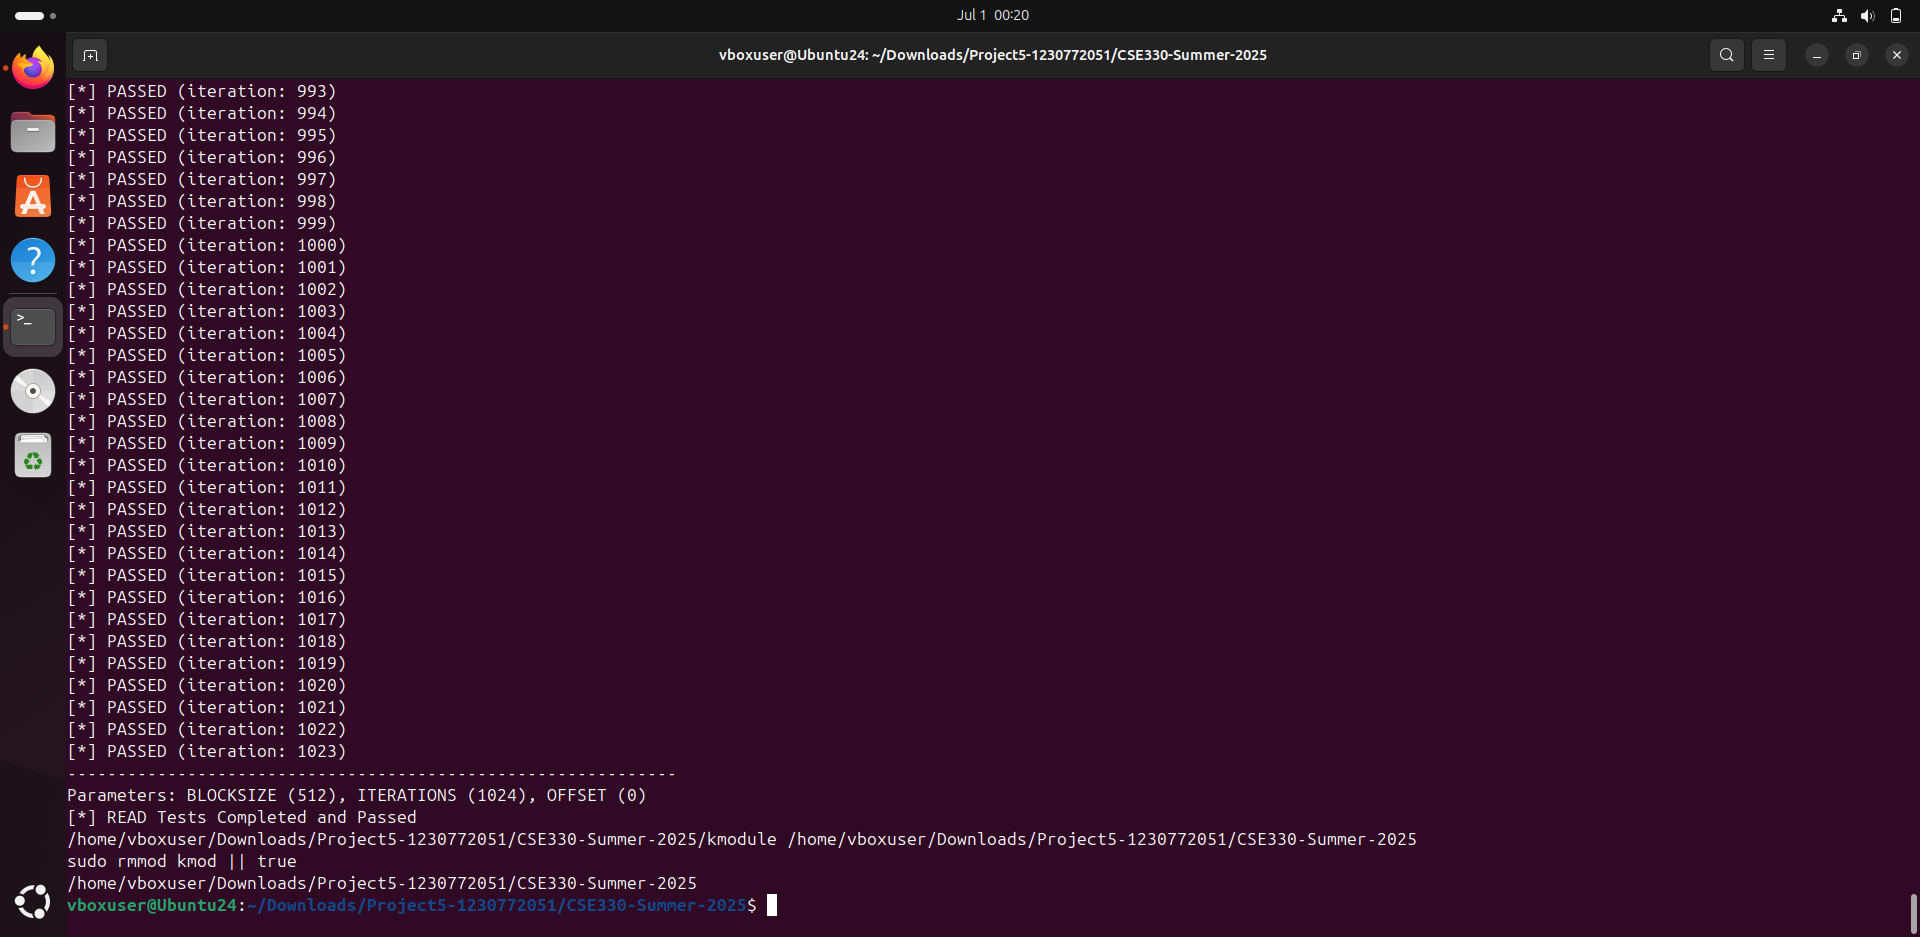 Jul 1 00:20
vboxuser@Ubuntu24: ~/Downloads/Project5-1230772051/CSE330-Summer-2025
[*] PASSED (iteration: 993)
[*] PASSED (iteration: 994)
[*] PASSED (iteration: 995)
[*] PASSED (iteration: 996)
[*] PASSED (iteration: 997)
[*] PASSED (iteration: 998)
[*] PASSED (iteration: 999)
[*] PASSED (iteration: 1000)
[*] PASSED (iteration: 1001)
[*] PASSED (iteration: 1002)
[*] PASSED (iteration: 1003)
[*] PASSED (iteration: 1004)
[*] PASSED (iteration: 1005)
[*] PASSED (iteration: 1006)
[*] PASSED (iteration: 1007)
[*] PASSED (iteration: 1008)
[*] PASSED (iteration: 1009)
[*] PASSED (iteration: 1010)
[*] PASSED (iteration: 1011)
[*] PASSED (iteration: 1012)
[*] PASSED (iteration: 1013)
[*] PASSED (iteration: 1014)
[*] PASSED (iteration: 1015)
[*] PASSED (iteration: 1016)
[*] PASSED (iteration: 1017)
[*] PASSED (iteration: 1018)
[*] PASSED (iteration: 1019)
[*] PASSED (iteration: 1020)
[*] PASSED (iteration: 1021)
[*] PASSED (iteration: 1022)
[*] PASSED (iteration: 1023)
-------------------------------------------------------------
Parameters: BLOCKSIZE (512), ITERATIONS (1024), OFFSET (0)
[*] READ Tests Completed and Passed
/home/vboxuser/Downloads/Project5-1230772051/CSE330-Summer-2025/kmodule /home/vboxuser/Downloads/Project5-1230772051/CSE330-Summer-2025
sudo rmmod kmod || true
/home/vboxuser/Downloads/Project5-1230772051/CSE330-Summer-2025
vboxuser@Ubuntu24:~/Downloads/Project5-1230772051/CSE330-Summer-2025$